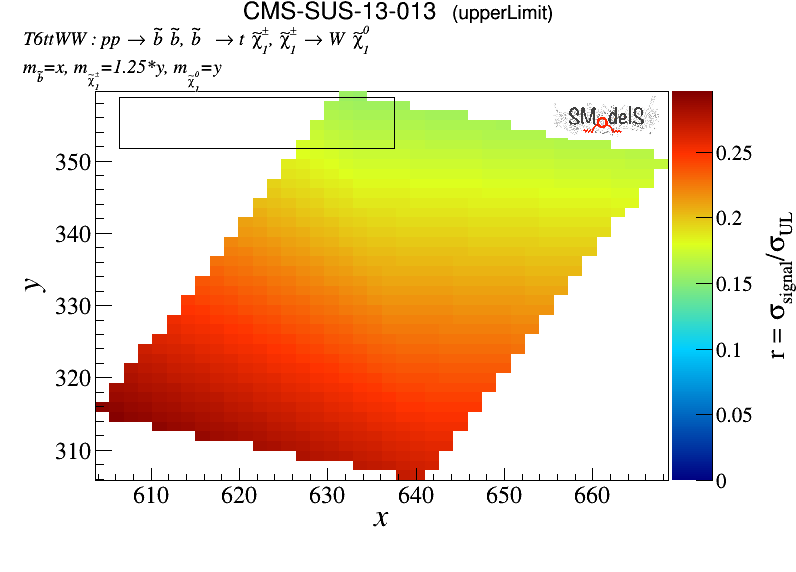 CMS-SUS-13-013 (upperLimit)
T6ttWW : pp → b̃ b̃, b̃ → t χ̃₁±, χ̃₁± → W χ̃₁⁰
m_b̃=x, m_χ̃₁±=1.25*y, m_χ̃₁⁰=y
SModelS
350
340
330
320
310
y
610 620 630 640 650 660
x
0.25
0.2
0.15
0.1
0.05
0
r = σ_signal/σ_UL